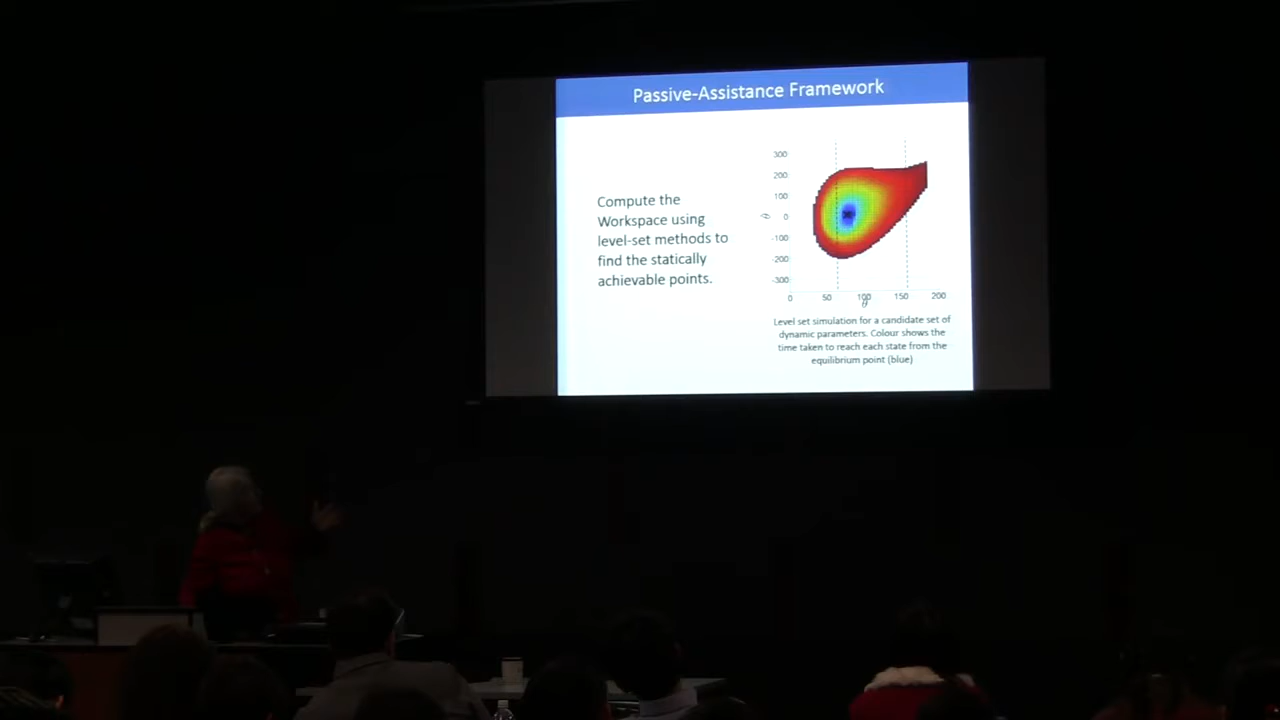 Passive-Assistance Framework
Compute the
Workspace using
level-set methods to
find the statically
achievable points.
300
200
100
0
-100
-200
-300
0 50 100 150 200
Level set simulation for a candidate set of
dynamic parameters. Colour shows the
time taken to reach each state from the
equilibrium point (blue)